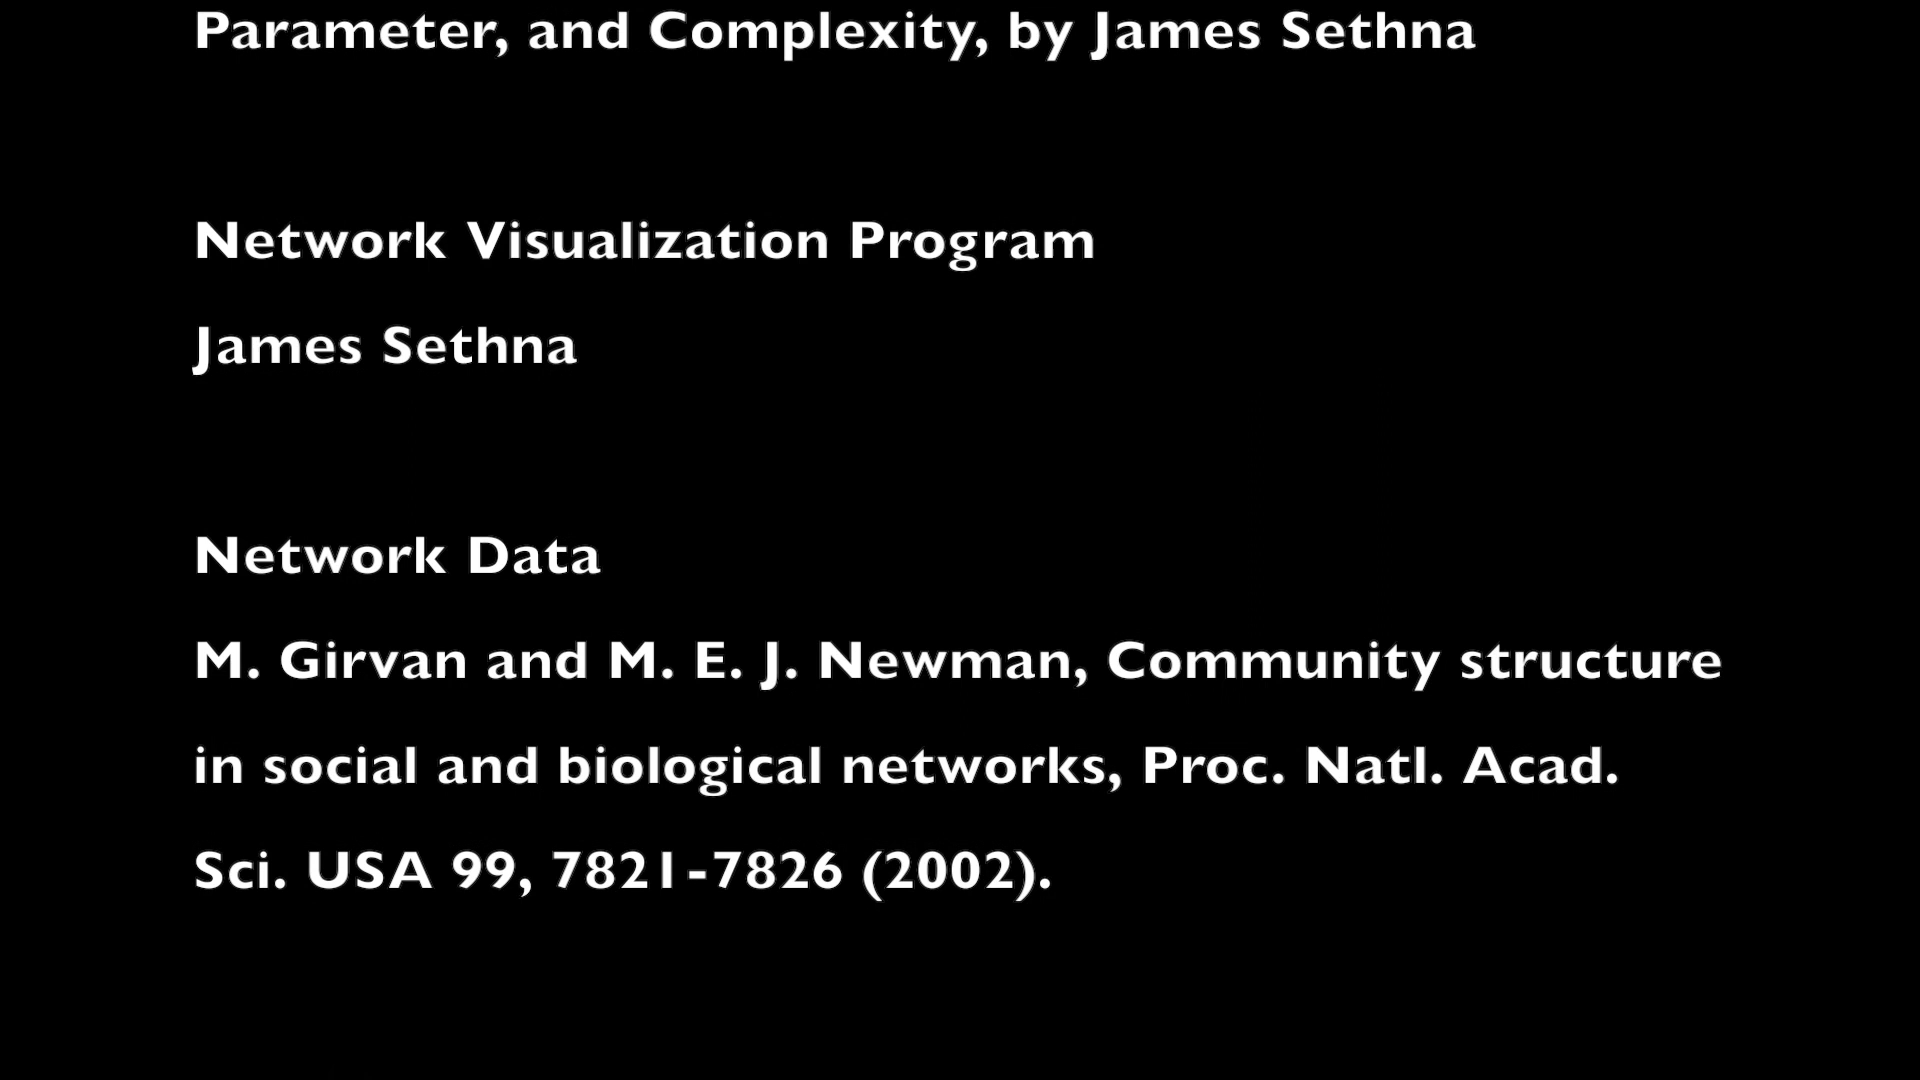 Parameter, and Complexity, by James Sethna
Network Visualization Program
James Sethna
Network Data
M. Girvan and M. E. J. Newman, Community structure
in social and biological networks, Proc. Natl. Acad.
Sci. USA 99, 7821-7826 (2002).